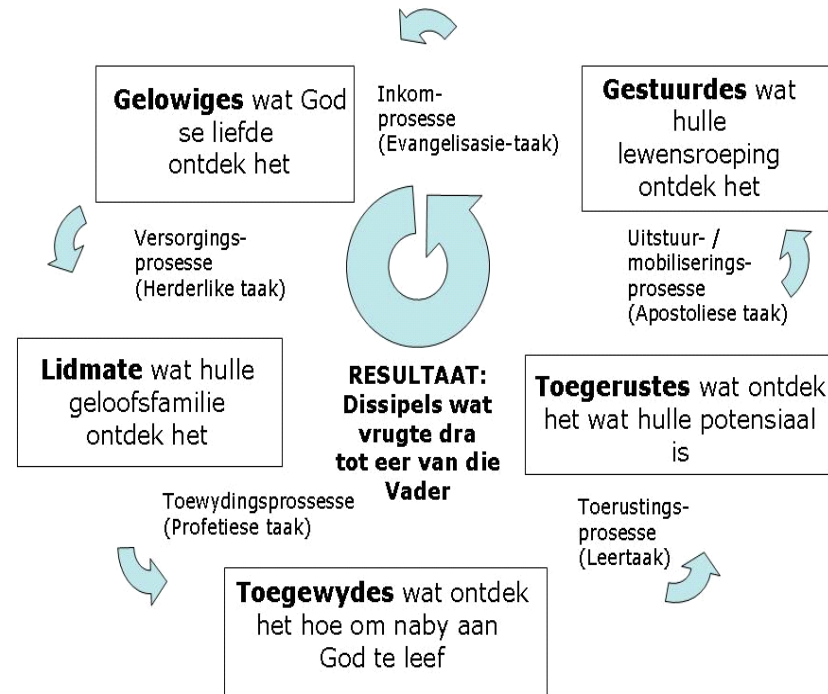 Gelowiges wat God
se liefde
ontdek het
Inkom-
prosesse
(Evangelisasie-taak)
Gestuurdes wat
hulle
lewensroeping
ontdek het
Versorgings-
prosesse
(Herderlike taak)
Uitstuur- /
mobiliserings-
prosesse
(Apostoliese taak)
Lidmate wat hulle
geloofsfamilie
ontdek het
RESULTAAT:
Dissipels wat
vrugte dra
tot eer van die
Vader
Toegerustes wat ontdek
het wat hulle potensiaal
is
Toewydingsprossesse
(Profetiese taak)
Toerustings-
prosesse
(Leertaak)
Toegewydes wat ontdek
het hoe om naby aan
God te leef